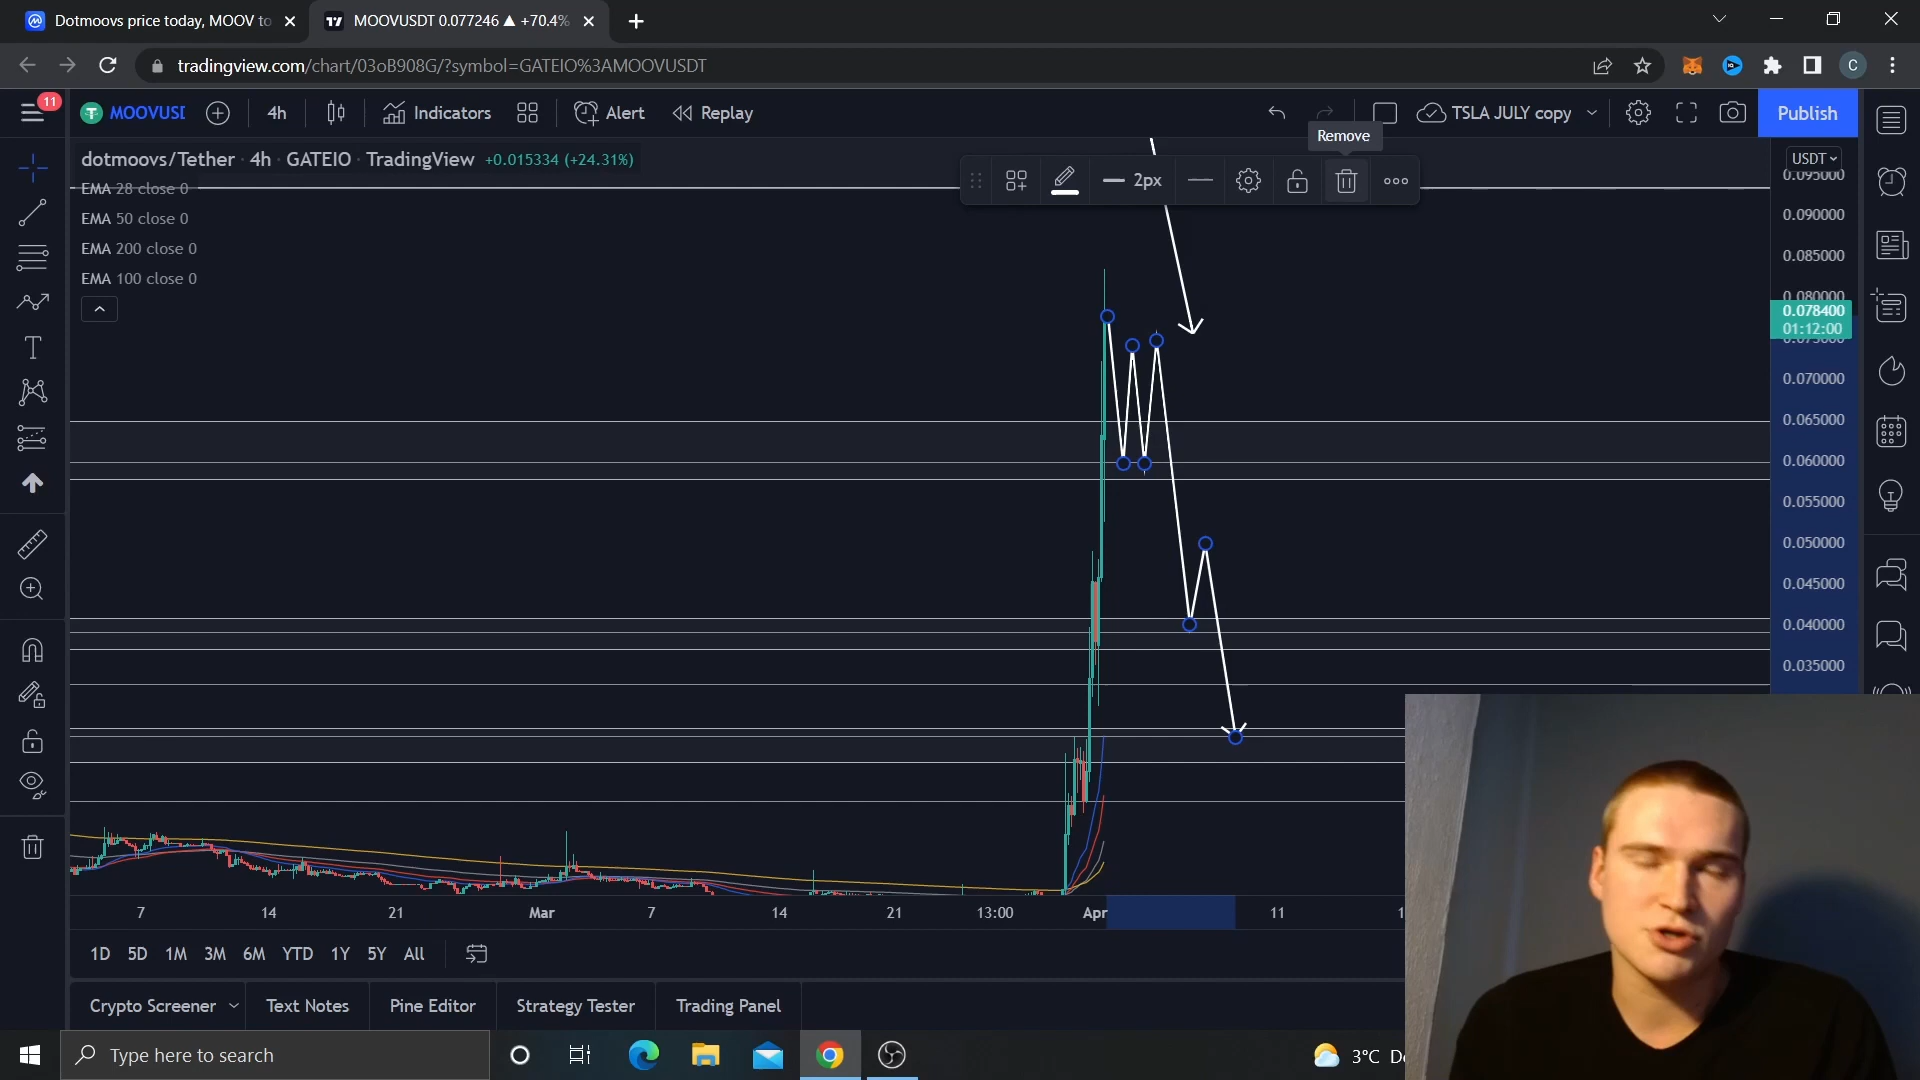 Dotmoovs price today, MOOV to
MOOVUSDT 0.077246 ▲ +70.4%
tradingview.com/chart/03oB908G/?symbol=GATEIO%3AMOOVUSDT
C
11
MOOVUSD
4h
Indicators
Alert
Replay
TSLA JULY copy
Publish
Remove
dotmoovs/Tether · 4h · GATEIO · TradingView +0.015334 (+24.31%)
USDT
EMA 28 close 0
EMA 50 close 0
EMA 200 close 0
EMA 100 close 0
2px
0.095000
0.090000
0.085000
0.080000
0.078400
01:12:00
0.075000
0.070000
0.065000
0.060000
0.055000
0.050000
0.045000
0.040000
0.035000
7 14 21 Mar 7 14 21 13:00 Apr 11
1D 5D 1M 3M 6M YTD 1Y 5Y All
Crypto Screener Text Notes Pine Editor Strategy Tester Trading Panel
Type here to search
3°C